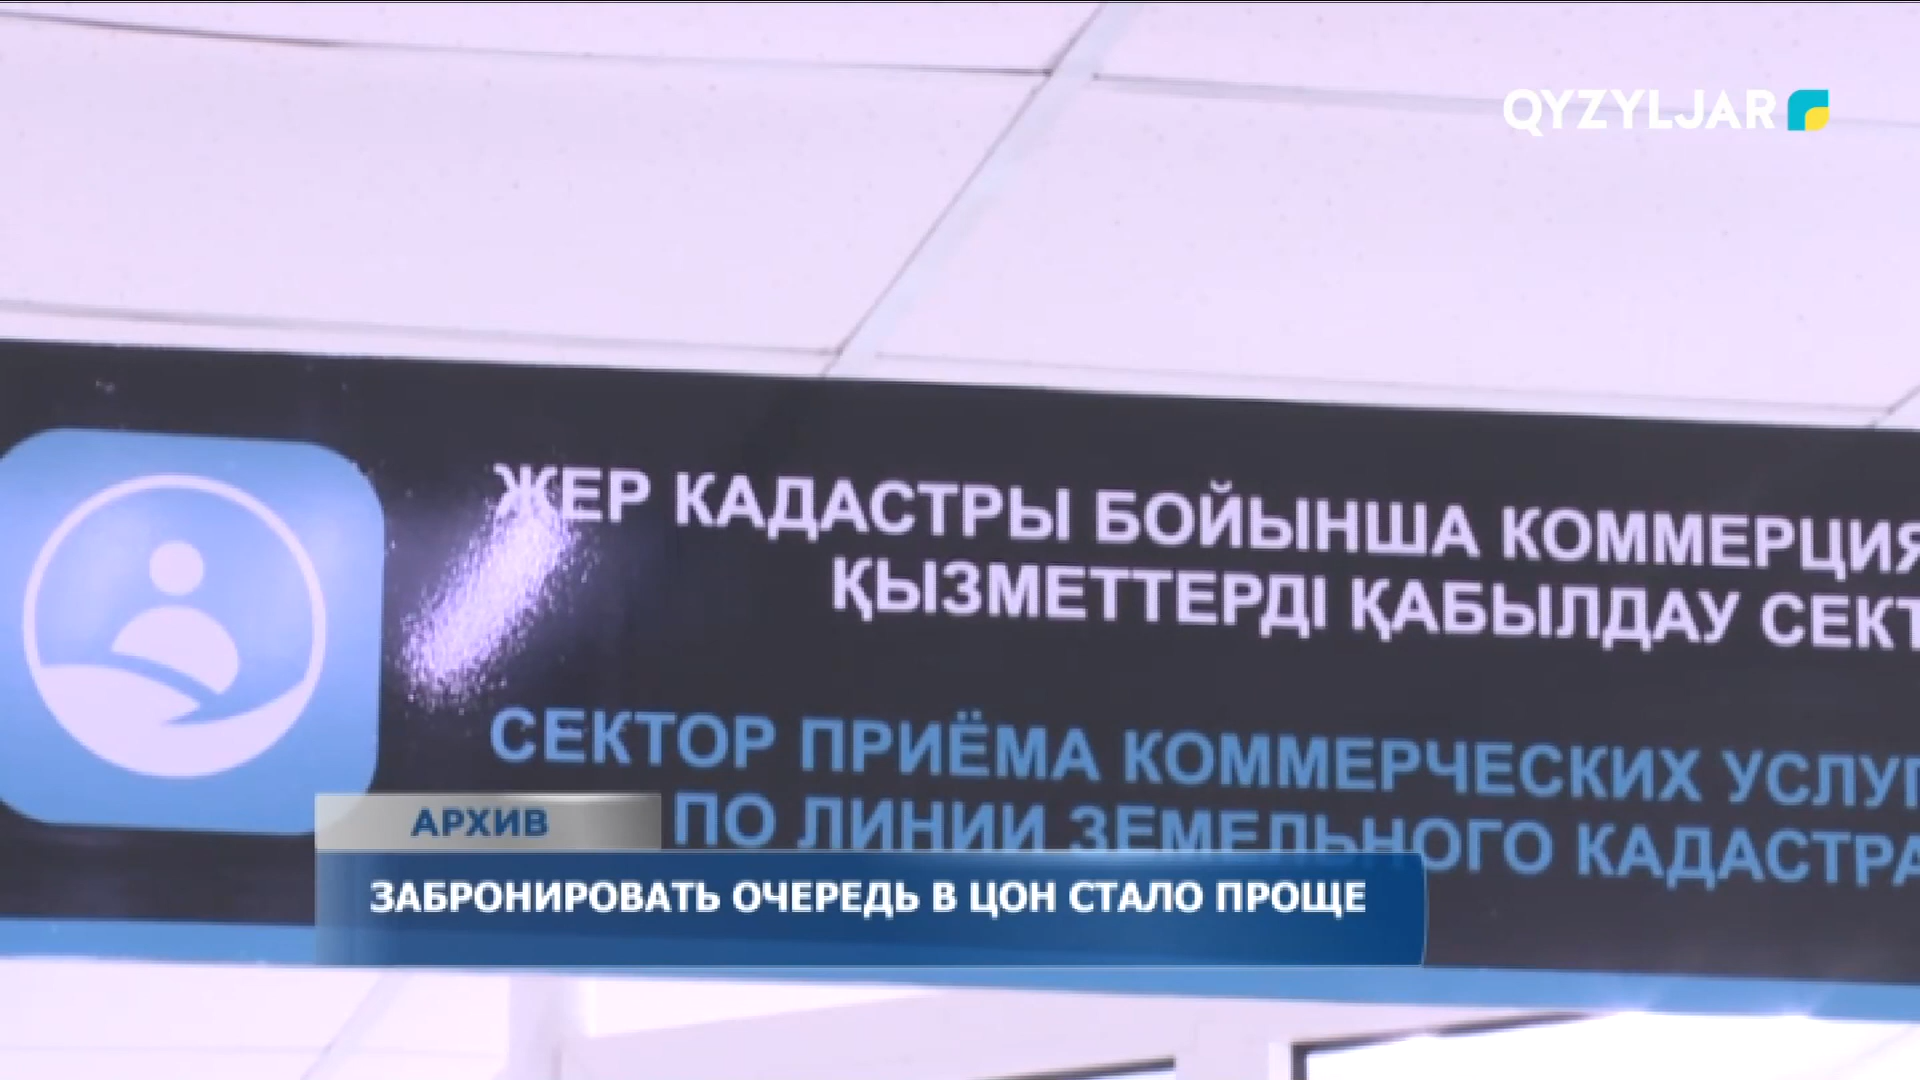 QYZYLJAR
ЖЕР КАДАСТРЫ БОЙЫНША КОММЕРЦИЯ
ҚЫЗМЕТТЕРДІ ҚАБЫЛДАУ СЕКТ
СЕКТОР ПРИЁМА КОММЕРЧЕСКИХ УСЛУГ
ПО ЛИНИИ ЗЕМЕЛЬНОГО КАДАСТРА
АРХИВ
ЗАБРОНИРОВАТЬ ОЧЕРЕДЬ В ЦОН СТАЛО ПРОЩЕ